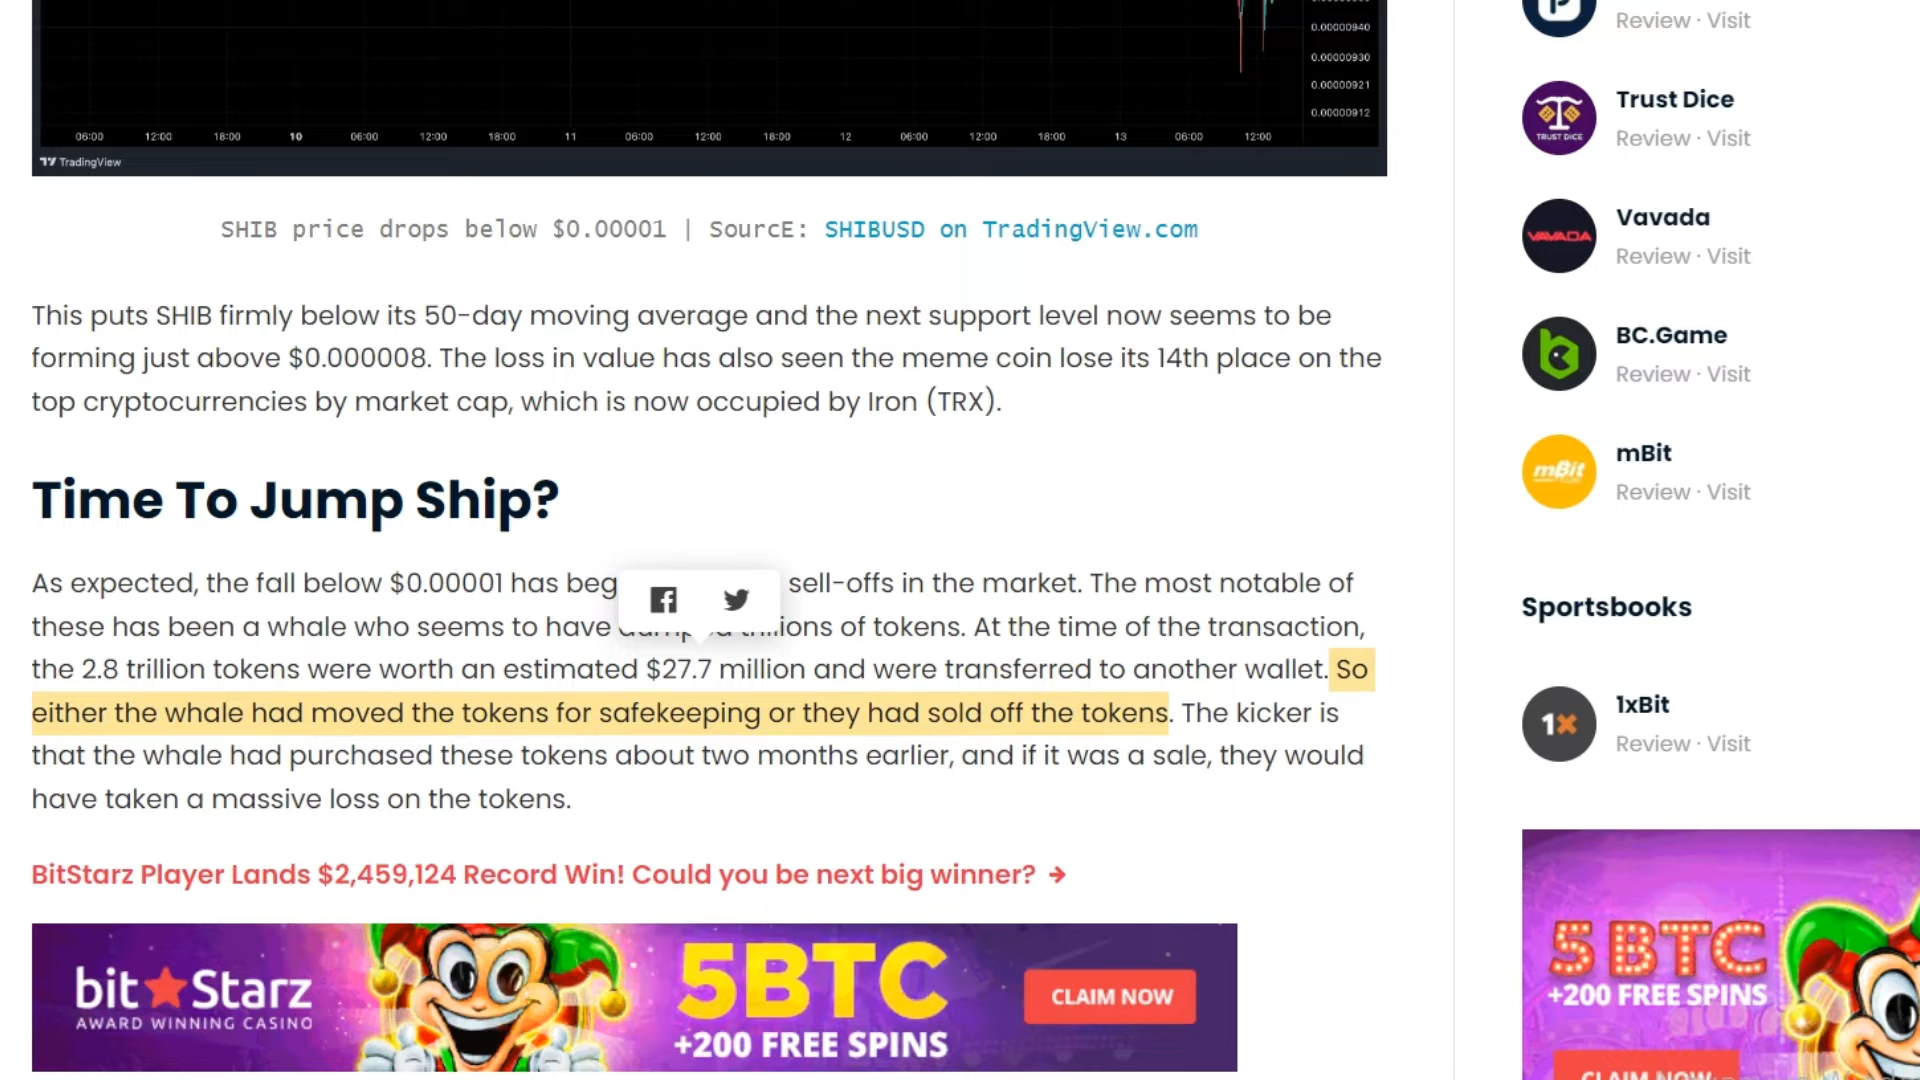 0.00000940
0.00000930
0.00000921
0.00000912
06:00 12:00 18:00 10 06:00 12:00 18:00 11 06:00 12:00 18:00 12 06:00 12:00 18:00 13 06:00 12:00
TradingView
SHIB price drops below $0.00001 | SourcE: SHIBUSD on TradingView.com
This puts SHIB firmly below its 50-day moving average and the next support level now seems to be
forming just above $0.000008. The loss in value has also seen the meme coin lose its 14th place on the
top cryptocurrencies by market cap, which is now occupied by Iron (TRX).
Time To Jump Ship?
As expected, the fall below $0.00001 has beg sell-offs in the market. The most notable of
these has been a whale who seems to have ions of tokens. At the time of the transaction,
the 2.8 trillion tokens were worth an estimated $27.7 million and were transferred to another wallet. So
either the whale had moved the tokens for safekeeping or they had sold off the tokens. The kicker is
that the whale had purchased these tokens about two months earlier, and if it was a sale, they would
have taken a massive loss on the tokens.
BitStarz Player Lands $2,459,124 Record Win! Could you be next big winner? →
bit Starz
AWARD WINNING CASINO
5BTC
+200 FREE SPINS
CLAIM NOW
Review · Visit
TRUST DICE
Trust Dice
Review · Visit
VAVADA
Vavada
Review · Visit
BC.Game
Review · Visit
mBit
mBit
Review · Visit
Sportsbooks
1x
1xBit
Review · Visit
5 BTC
+200 FREE SPINS
CLAIM NOW